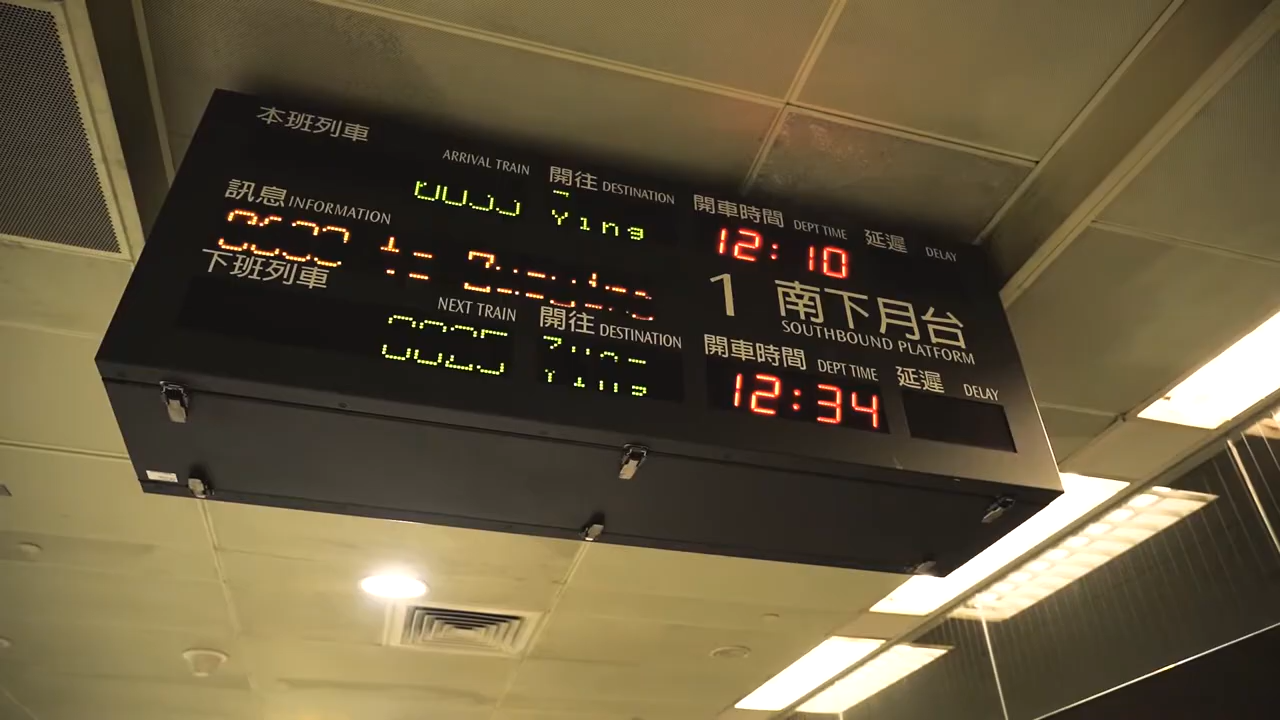 本班列車
ARRIVAL TRAIN 開往 DESTINATION 開車時間 DEPT TIME 延遲 DELAY
Ying 12:10
訊息 INFORMATION
1 南下月台
SOUTHBOUND PLATFORM
下班列車
NEXT TRAIN 開往 DESTINATION 開車時間 DEPT TIME 延遲 DELAY
Ying 12:34